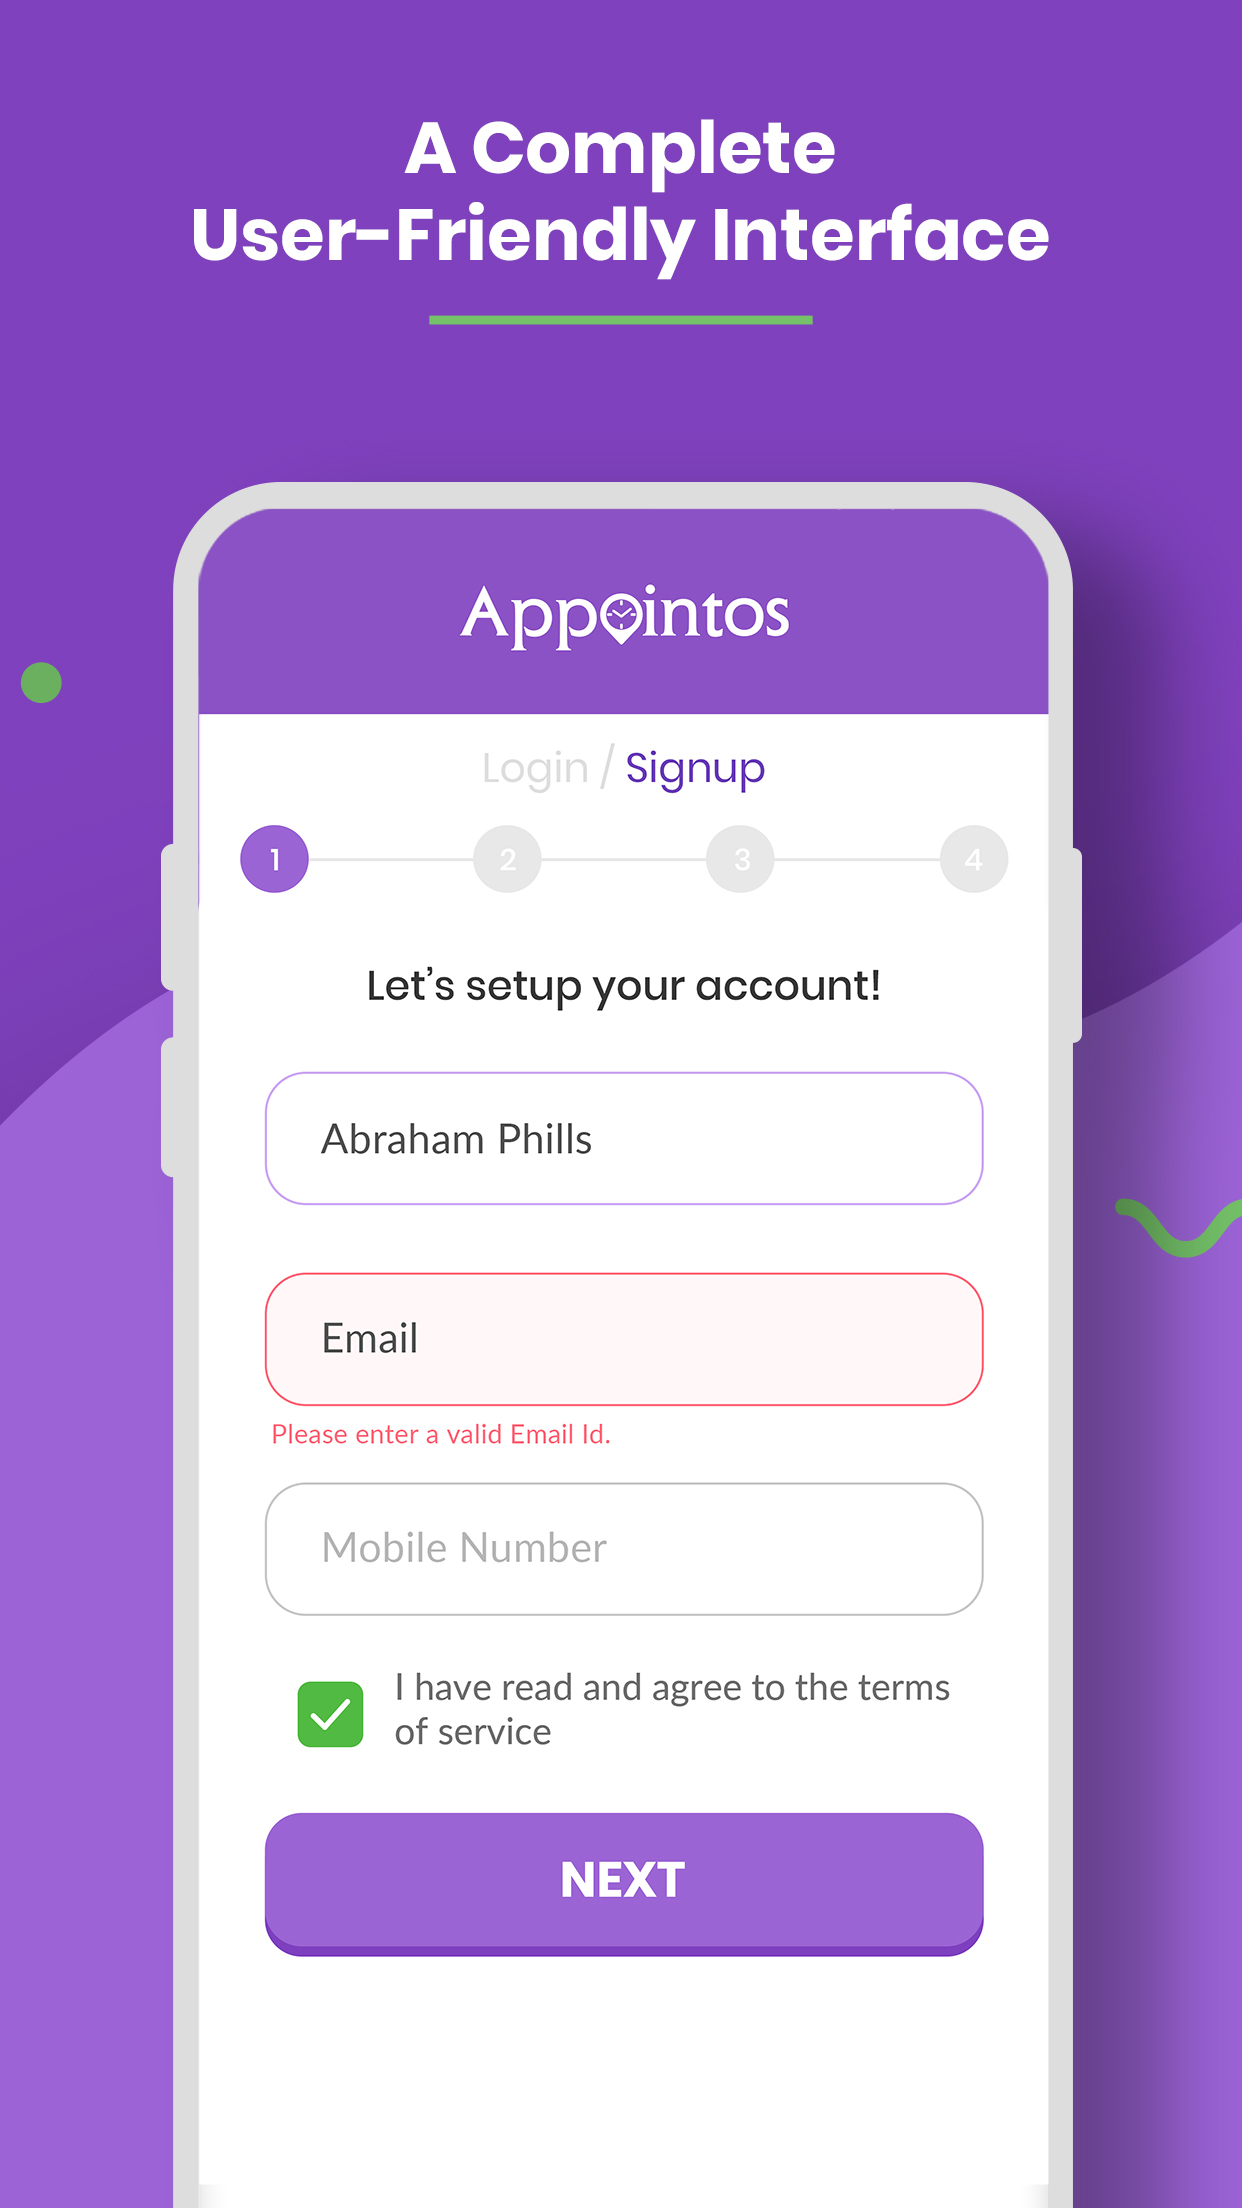 A Complete
User-Friendly Interface
Appointos
Login / Signup
1 2 3 4
Let's setup your account!
Abraham Phills
Email
Please enter a valid Email Id.
Mobile Number
I have read and agree to the terms
of service
NEXT